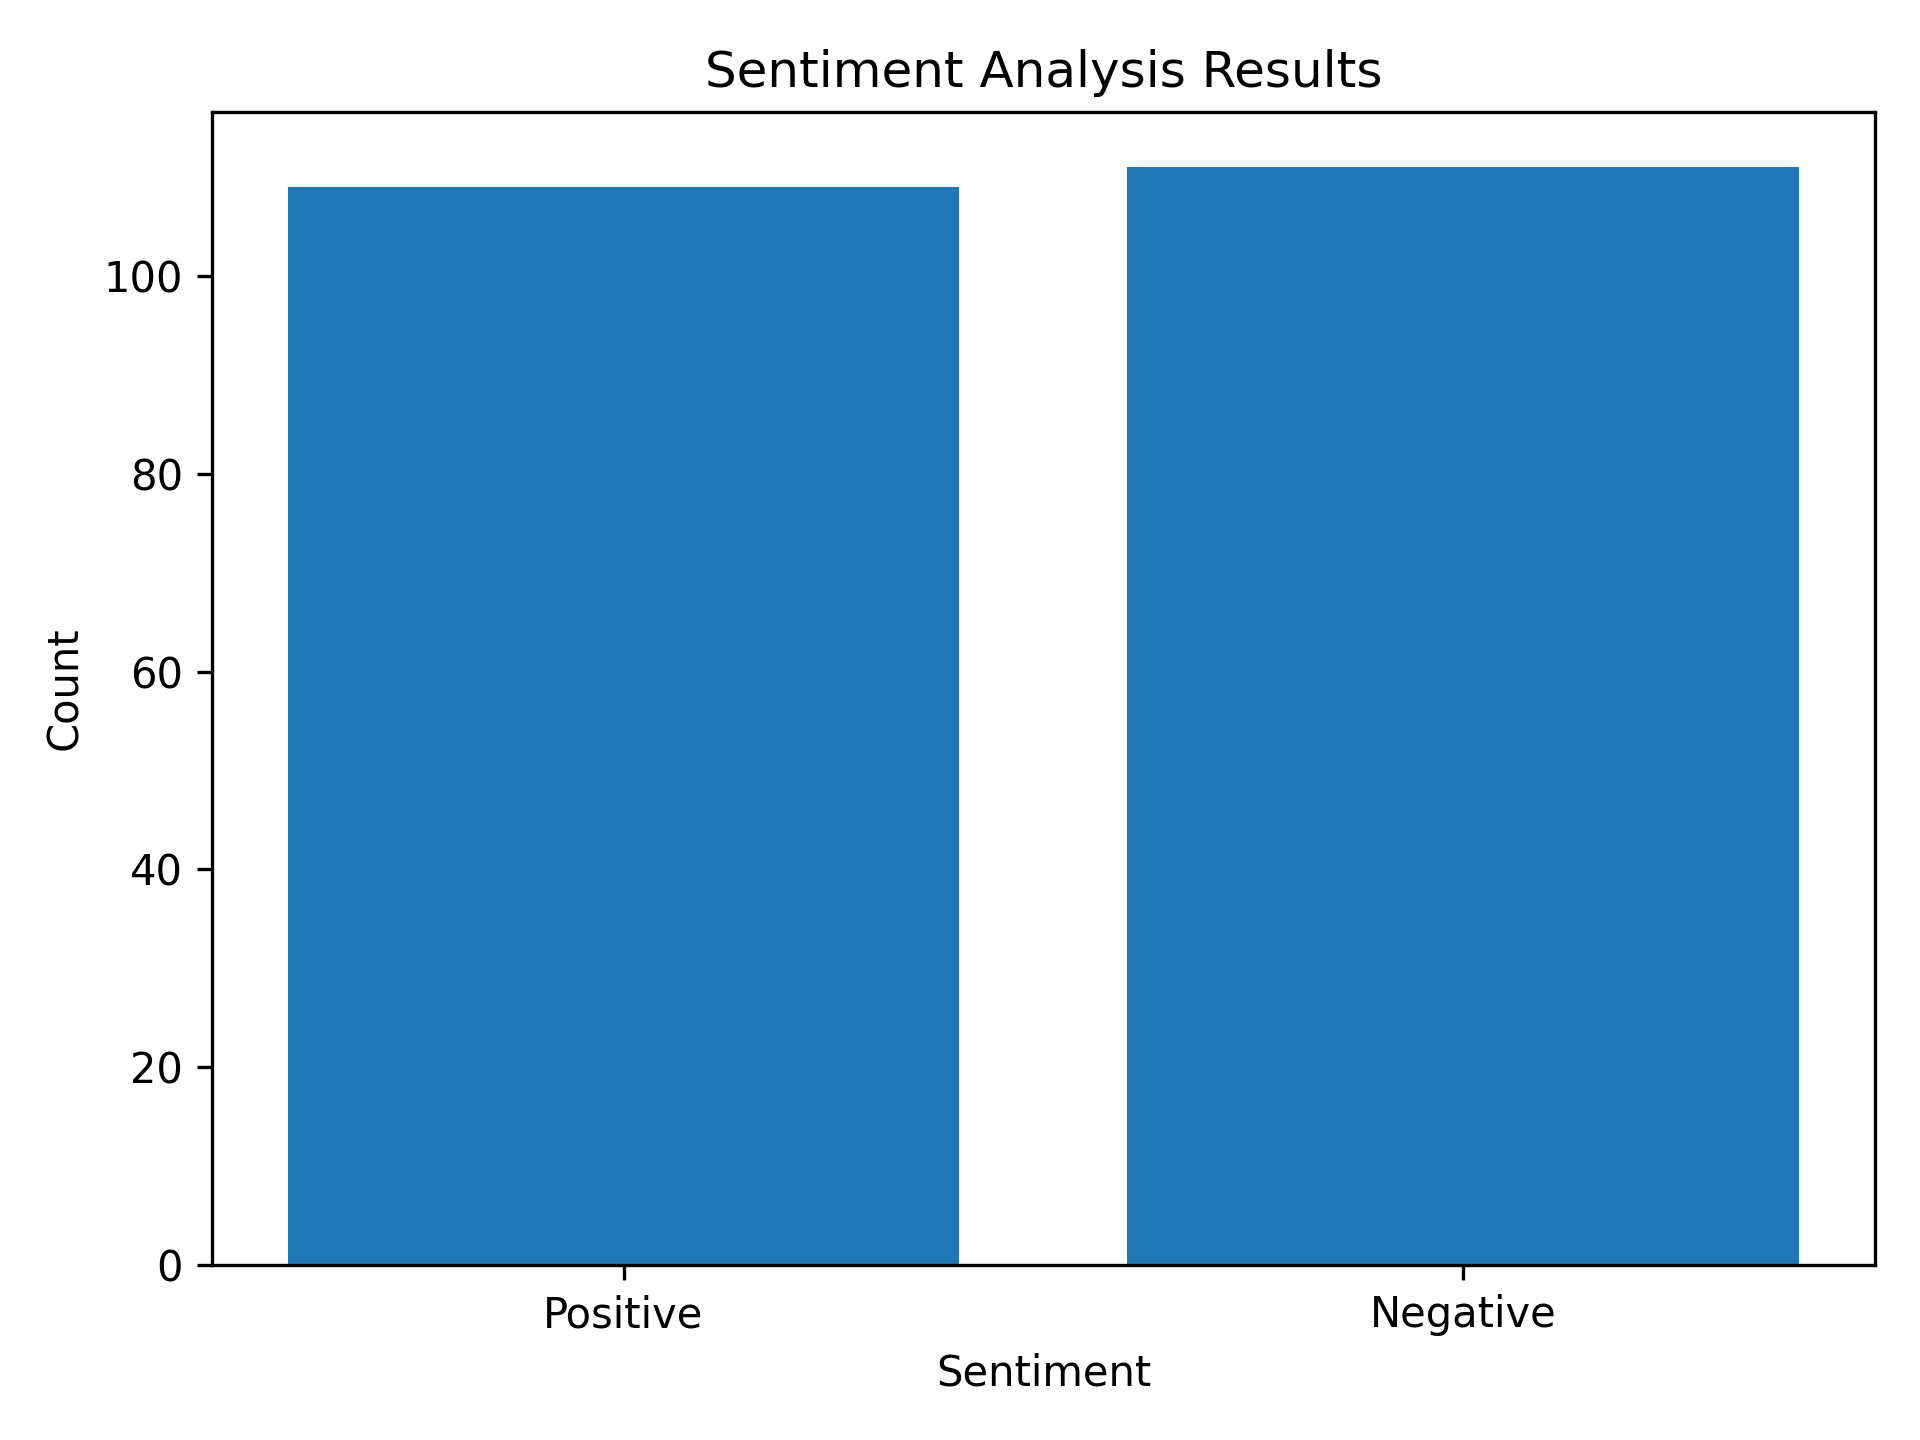 Sentiment Analysis Results
100
80
60
40
20
0
Count
Positive
Negative
Sentiment